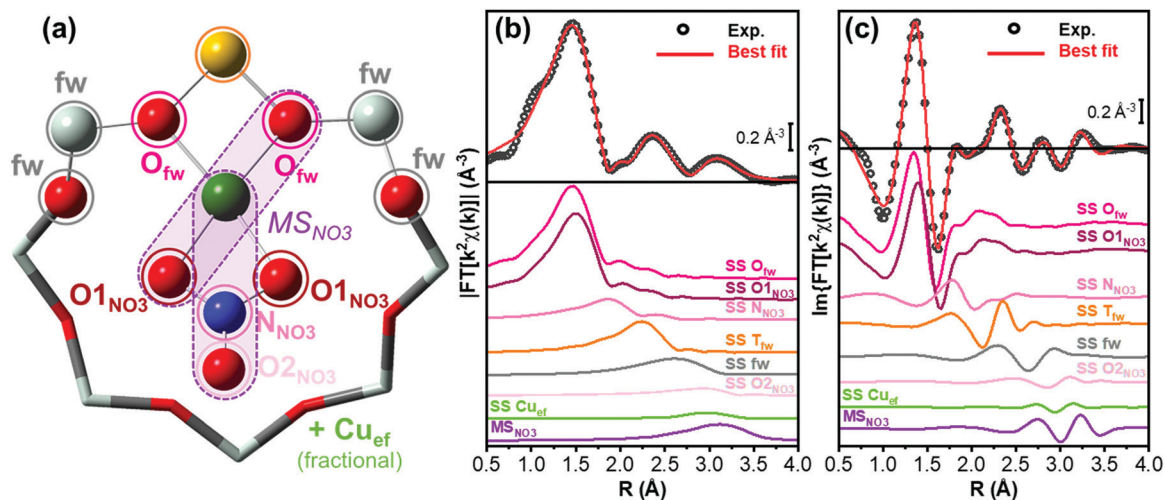 (a)
fw
fw
fw
fw
O_fw
O_fw
MS_NO3
O1_NO3
O1_NO3
N_NO3
O2_NO3
+ Cu_ef
(fractional)
(b)
Exp.
Best fit
0.2 Å⁻³
|FT[k²χ(k)]| (Å⁻³)
SS O_fw
SS O1_NO3
SS N_NO3
SS T_fw
SS fw
SS O2_NO3
SS Cu_ef
MS_NO3
0.5 1.0 1.5 2.0 2.5 3.0 3.5 4.0
R (Å)
(c)
Exp.
Best fit
0.2 Å⁻³
Im{FT[k²χ(k)]} (Å⁻³)
SS O_fw
SS O1_NO3
SS N_NO3
SS T_fw
SS fw
SS O2_NO3
SS Cu_ef
MS_NO3
0.5 1.0 1.5 2.0 2.5 3.0 3.5 4.0
R (Å)